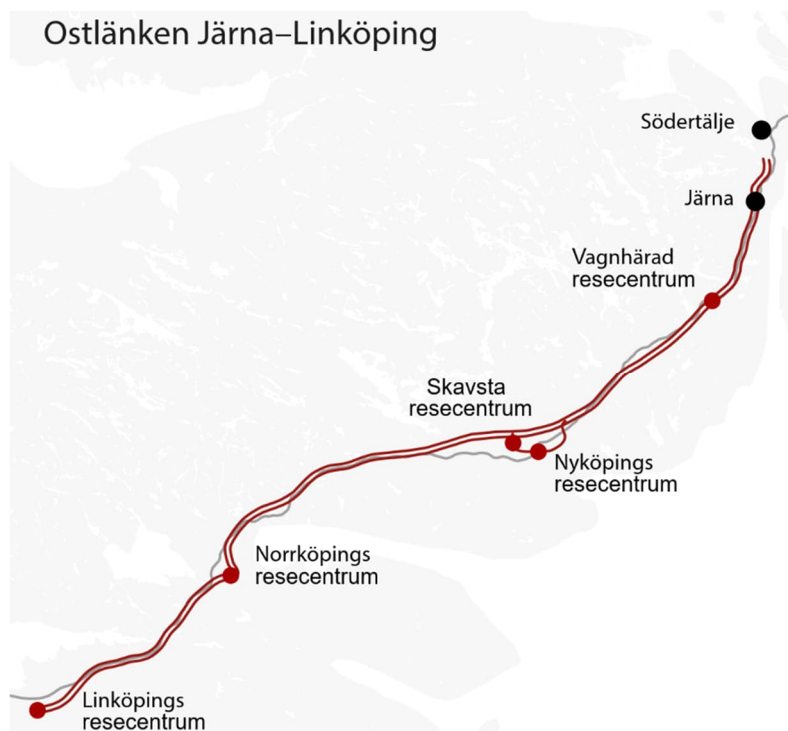 Ostlänken Järna–Linköping
Södertälje
Järna
Vagnhärad
resecentrum
Skavsta
resecentrum
Nyköpings
resecentrum
Norrköpings
resecentrum
Linköpings
resecentrum